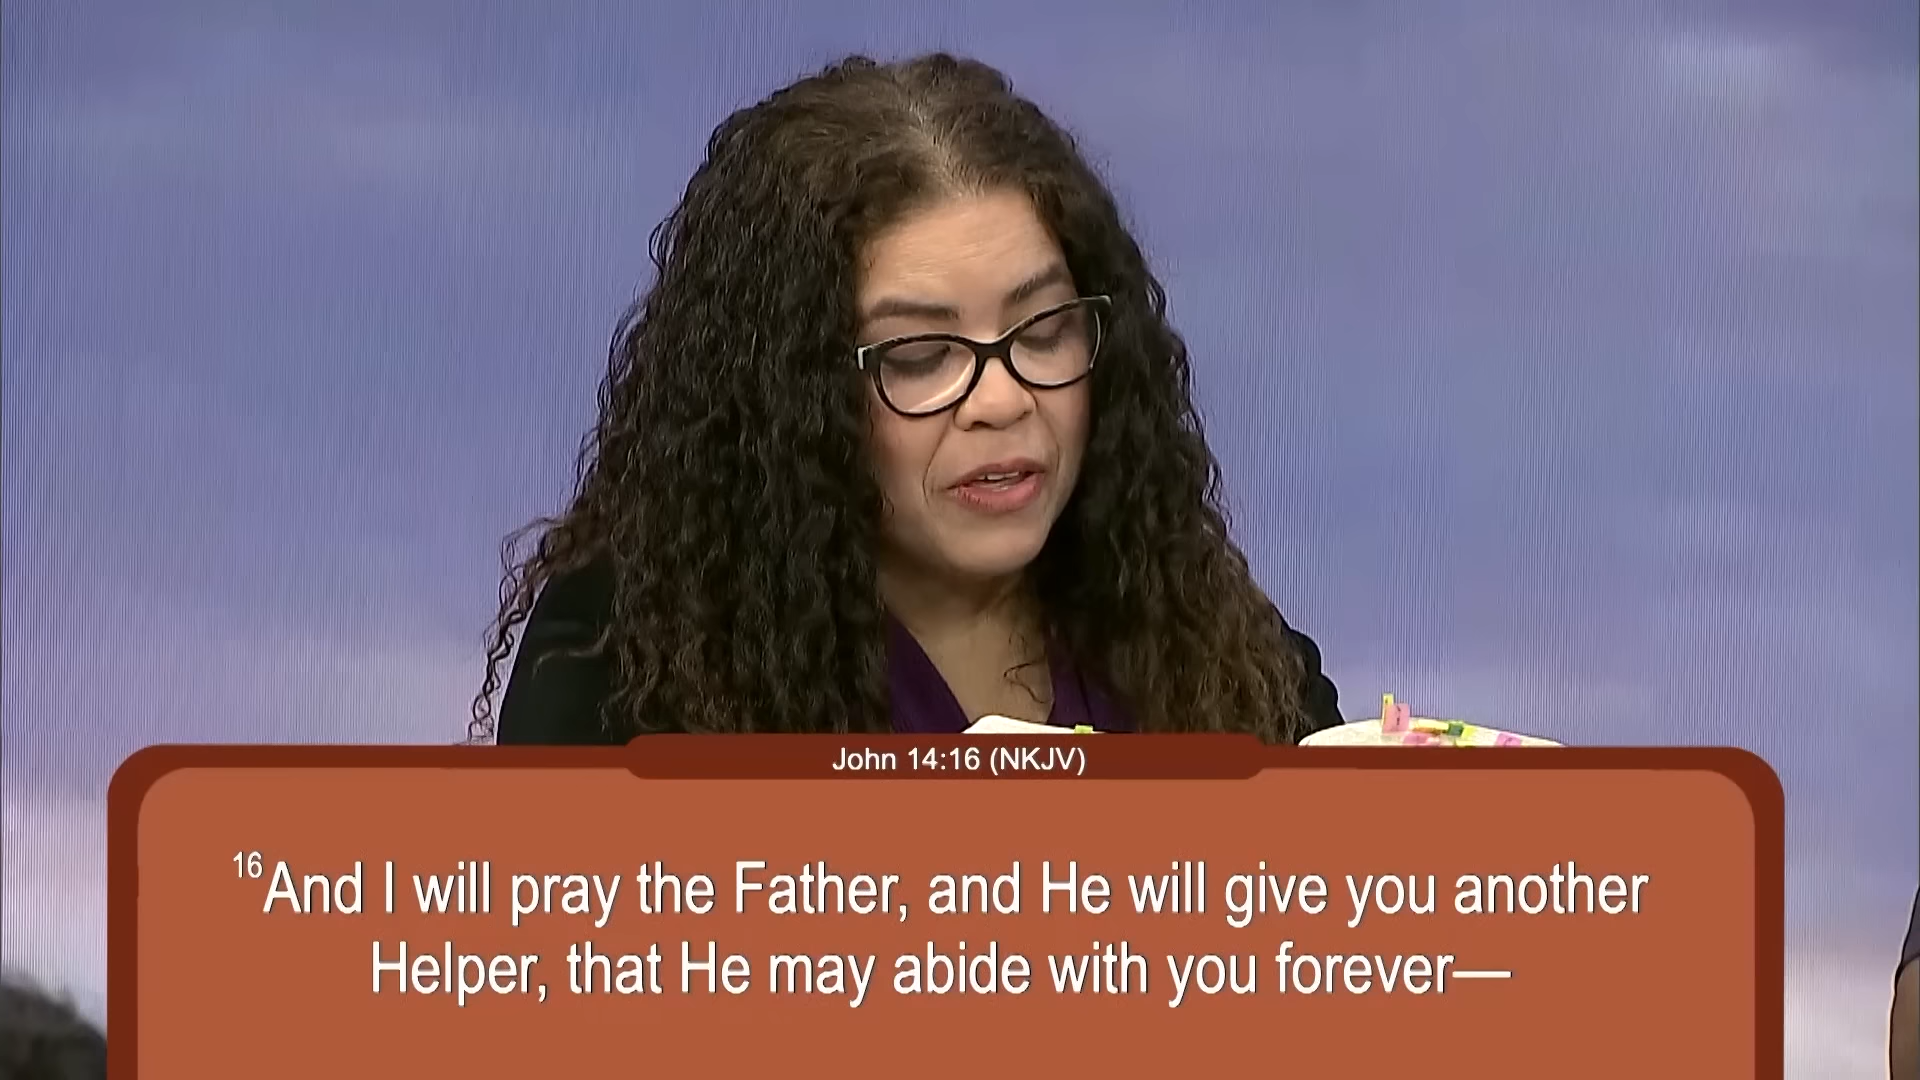 John 14:16 (NKJV)
16And I will pray the Father, and He will give you another
Helper, that He may abide with you forever—